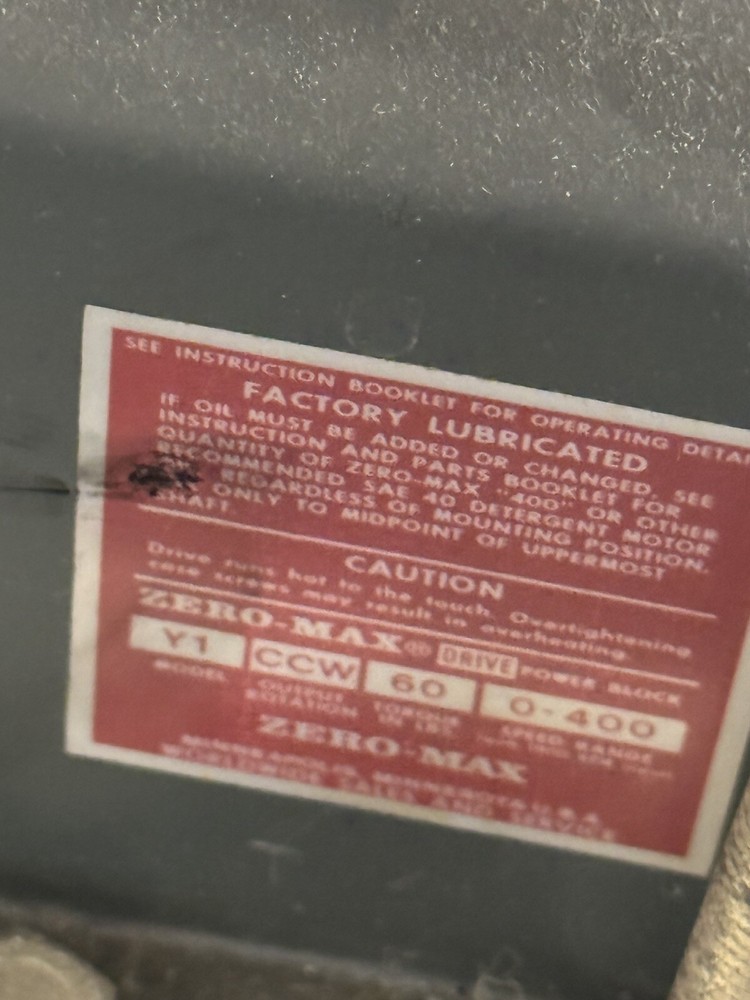 SEE INSTRUCTION BOOKLET FOR OPERATING DETAI
FACTORY LUBRICATED
IF OIL MUST BE ADDED OR CHANGED, SEE
INSTRUCTION AND PARTS BOOKLET FOR
QUANTITY OF ZERO-MAX "400" OR OTHER
RECOMMENDED SAE 40 DETERGENT MOTOR
REGARDLESS OF MOUNTING POSITION.
ONLY TO MIDPOINT OF UPPERMOST
SHAFT.
CAUTION
Drive runs hot to the touch. Overtightening
case screws may result in overheating.
ZERO-MAX® DRIVE POWER BLOCK
Y1 CCW 60 0-400
MODEL OUTPUT ROTATION TORQUE IN LBS. SPEED RANGE
ZERO-MAX
MINNEAPOLIS, MINNESOTA U.S.A.
WORLDWIDE SALES AND SERVICE